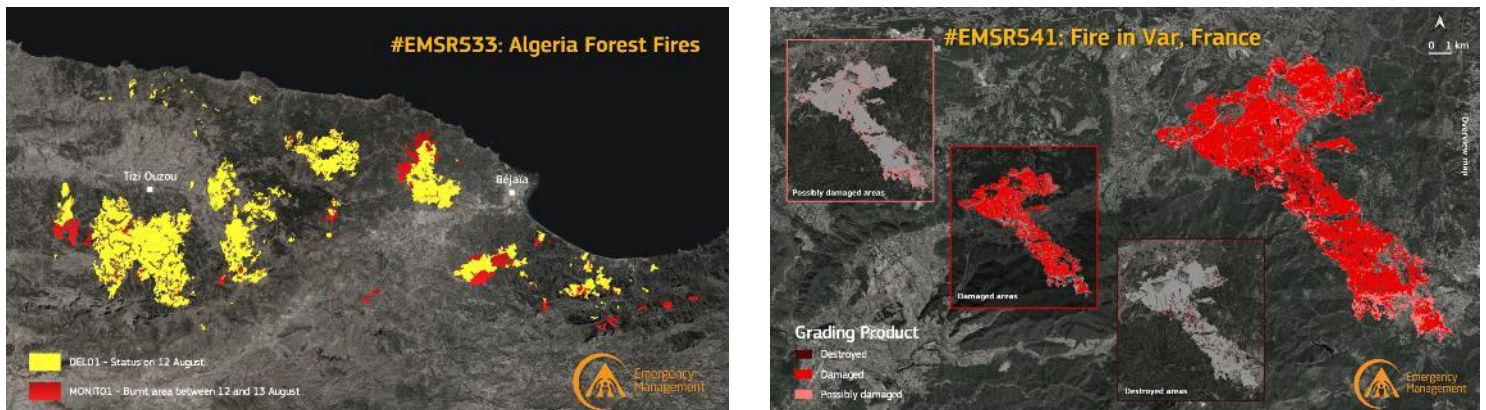 #EMSR533: Algeria Forest Fires
Tizi Ouzou
Béjaïa
DEL01 - Status on 12 August
MONIT01 - Burnt area between 12 and 13 August
Emergency
Management
#EMSR541: Fire in Var, France
0 1 km
Overview map
Possibly damaged areas
Damaged areas
Destroyed areas
Grading Product
Destroyed
Damaged
Possibly damaged
Emergency
Management